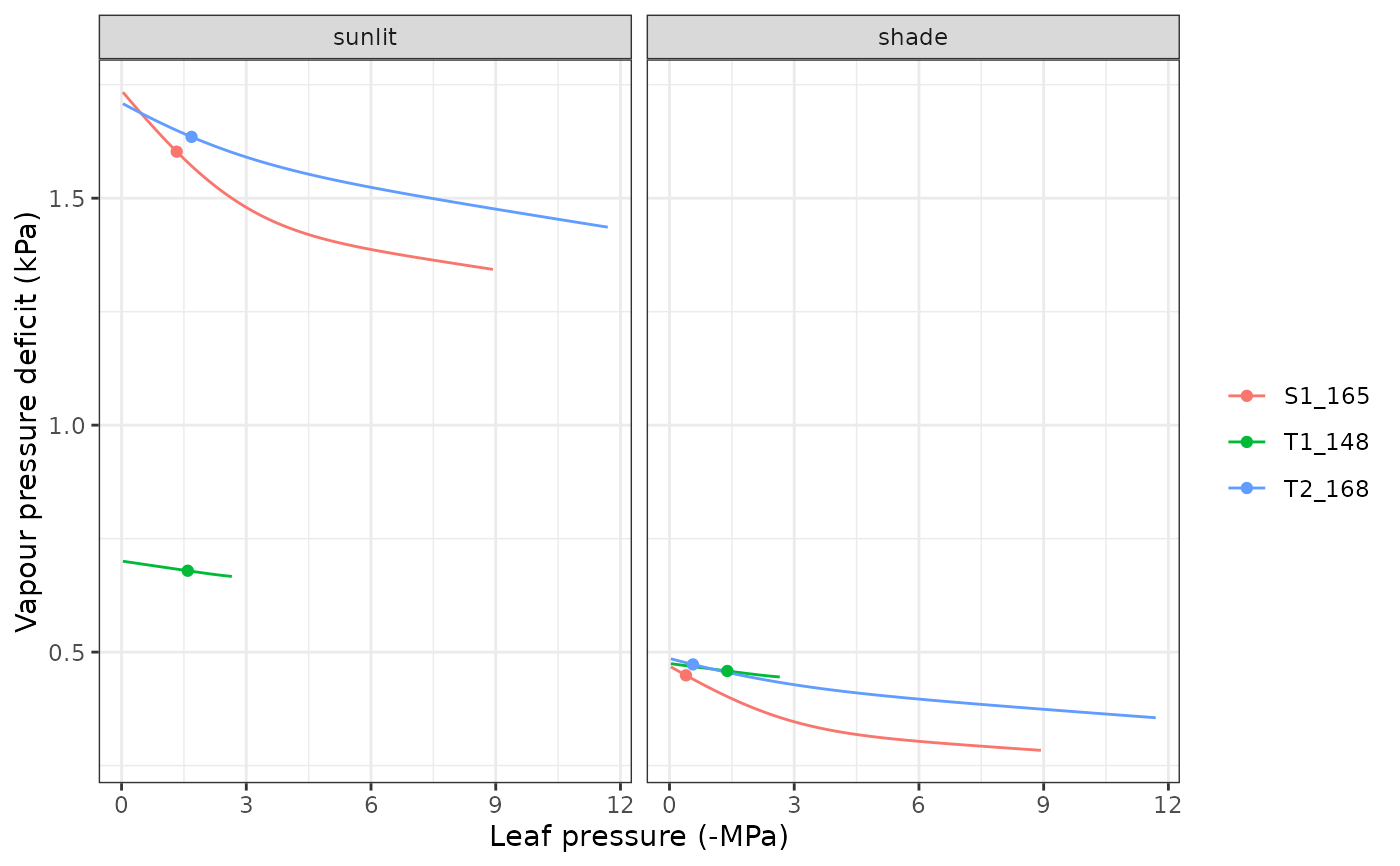 sunlit
shade
Vapour pressure deficit (kPa)
1.5
1.0
0.5
0 3 6 9 12
0 3 6 9 12
Leaf pressure (-MPa)
S1_165
T1_148
T2_168